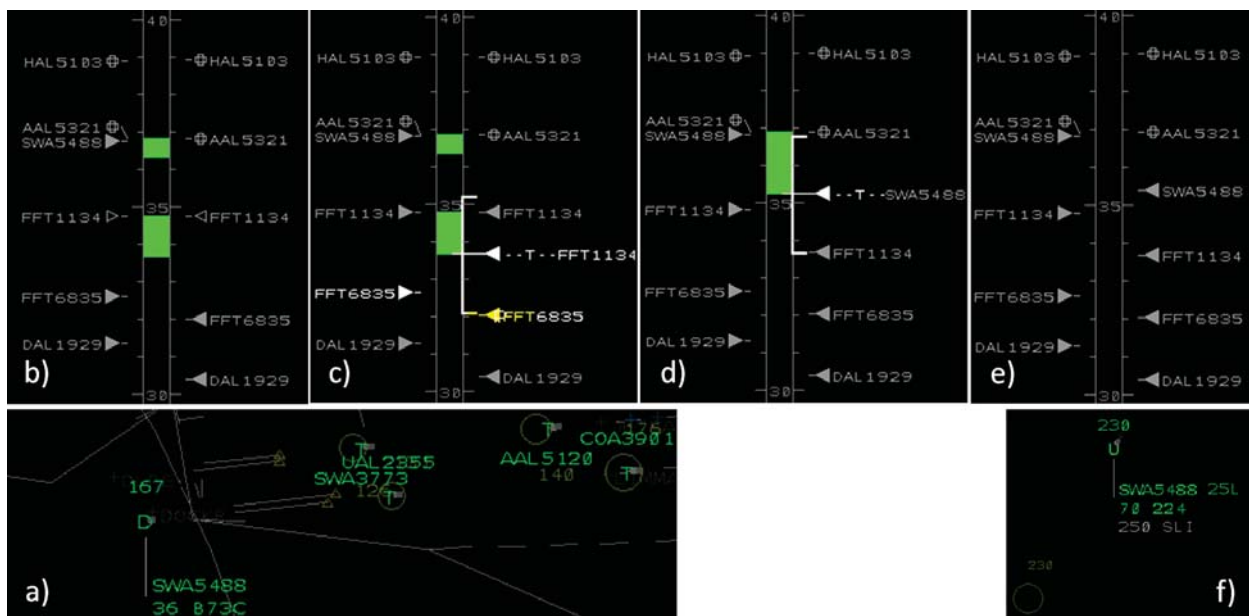 40
HAL5103
HAL5103
AAL5321
SWA5488
AAL5321
35
FFT1134
FFT1134
FFT6835
FFT6835
DAL1929
DAL1929
30
b)
40
HAL5103
HAL5103
AAL5321
SWA5488
AAL5321
35
FFT1134
FFT1134
--T--FFT1134
FFT6835
FFT6835
DAL1929
DAL1929
30
c)
40
HAL5103
HAL5103
AAL5321
SWA5488
AAL5321
--T--SWA5488
35
FFT1134
FFT1134
FFT6835
FFT6835
DAL1929
DAL1929
30
d)
40
HAL5103
HAL5103
AAL5321
SWA5488
AAL5321
SWA5488
35
FFT1134
FFT1134
FFT6835
FFT6835
DAL1929
DAL1929
30
e)
167
D
SWA5488
36 B73C
T
UAL2355
SWA3773
T
T
AAL5120
140
COA3901
T
a)
230
U
SWA5488 25L
70 224
250 SLI
230
f)